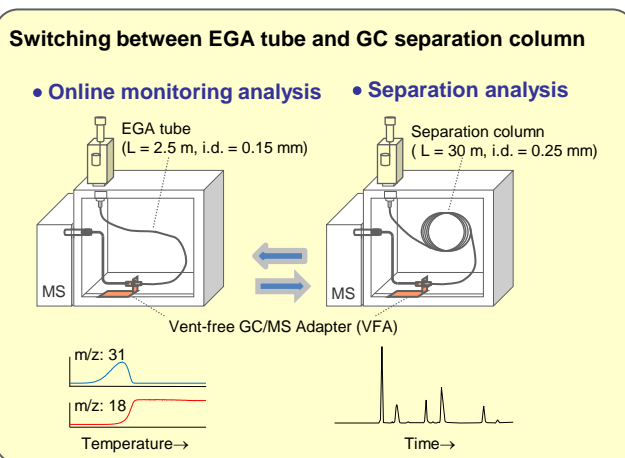 Switching between EGA tube and GC separation column
• Online monitoring analysis
• Separation analysis
EGA tube
(L = 2.5 m, i.d. = 0.15 mm)
Separation column
( L = 30 m, i.d. = 0.25 mm)
MS
MS
Vent-free GC/MS Adapter (VFA)
m/z: 31
m/z: 18
Temperature→
Time→